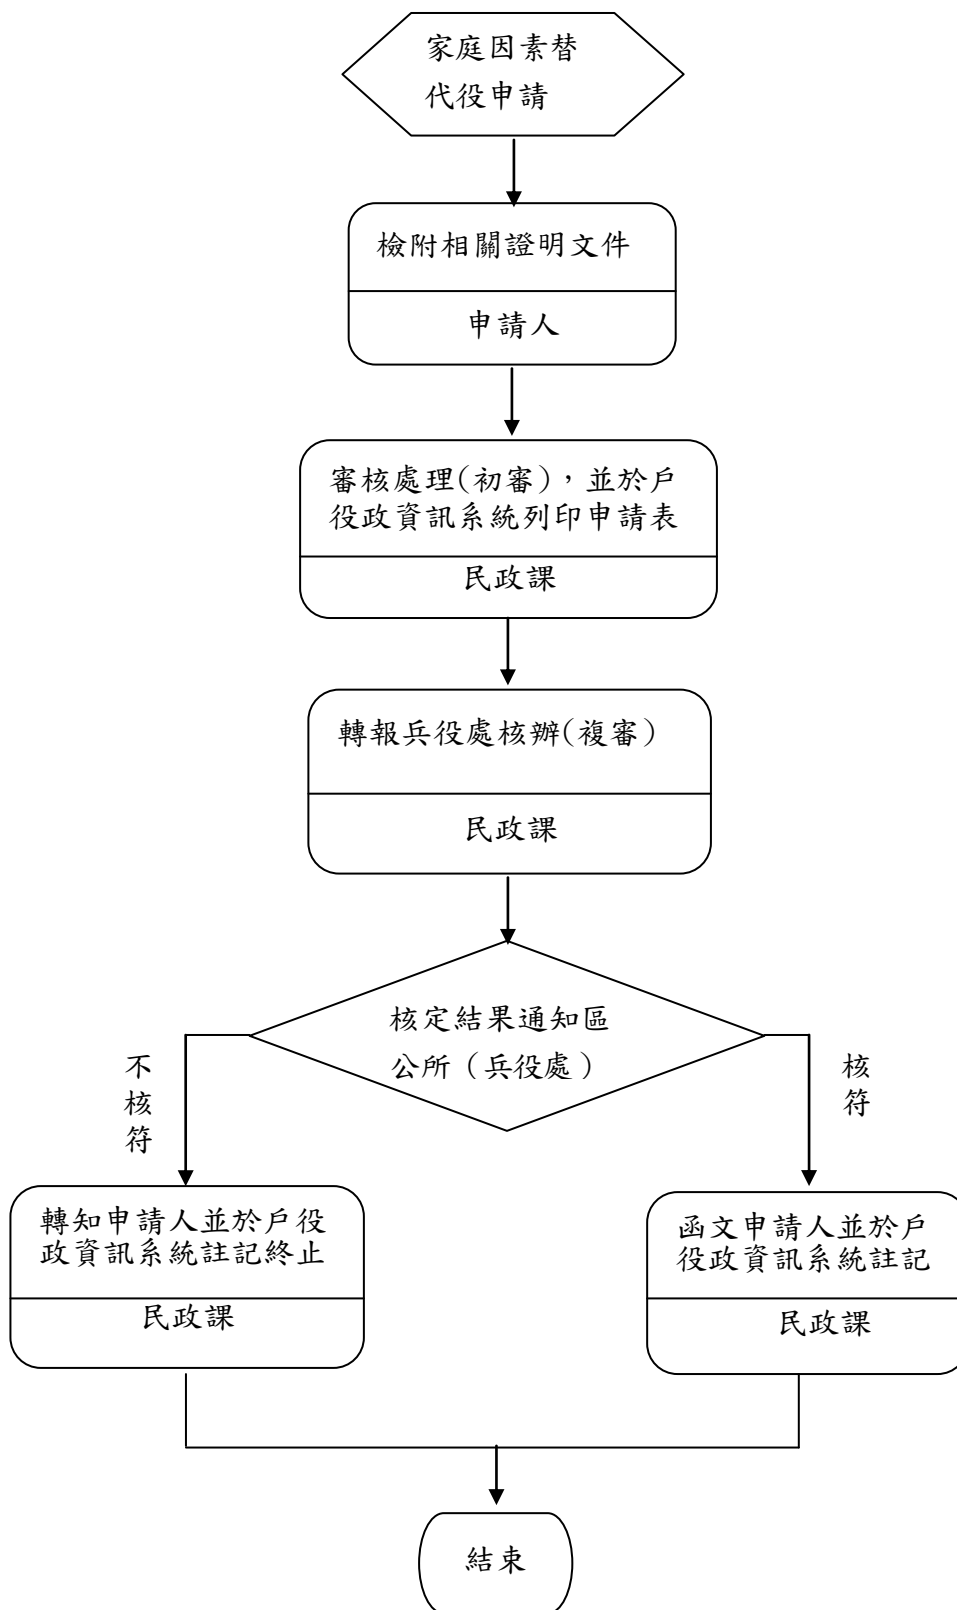 家庭因素替
代役申請
檢附相關證明文件
申請人
審核處理(初審)，並於戶
役政資訊系統列印申請表
民政課
轉報兵役處核辦(複審)
民政課
核定結果通知區
公所（兵役處）
不
核
符
核
符
轉知申請人並於戶役
政資訊系統註記終止
民政課
函文申請人並於戶
役政資訊系統註記
民政課
結束